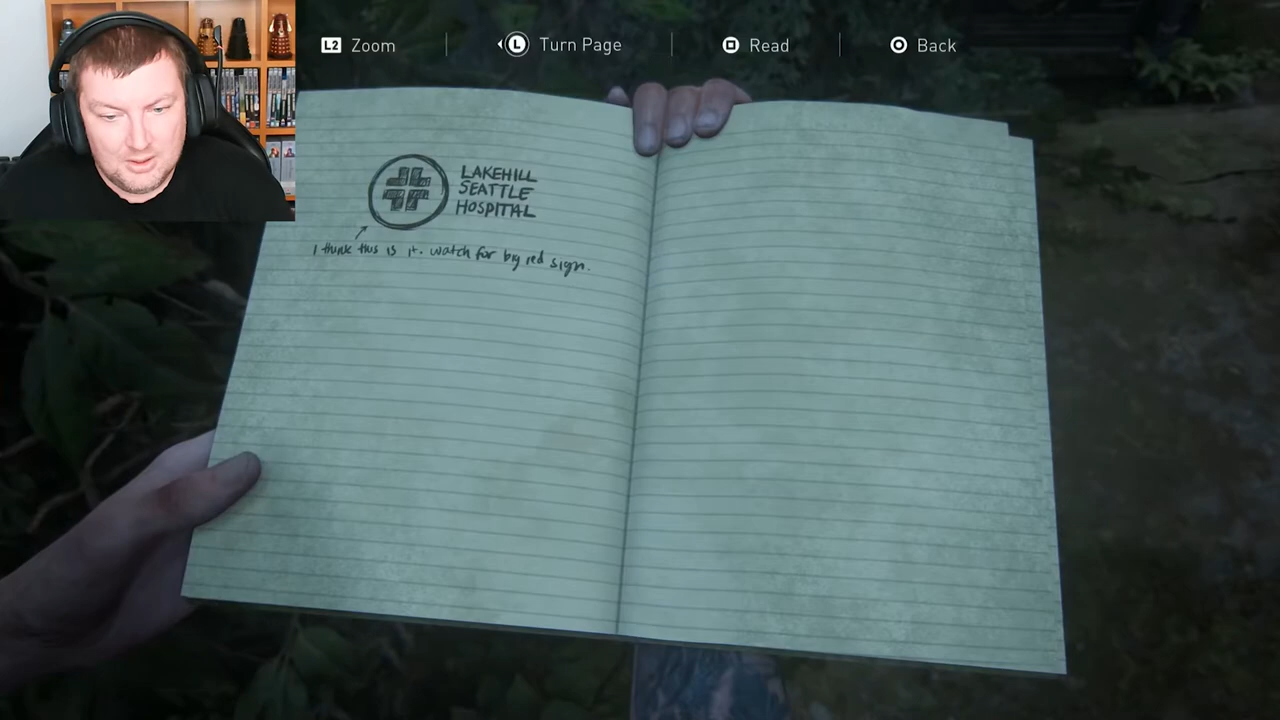 L2 Zoom
L Turn Page
Read
Back
LAKEHILL
SEATTLE
HOSPITAL
I think this is it. watch for big red sign.